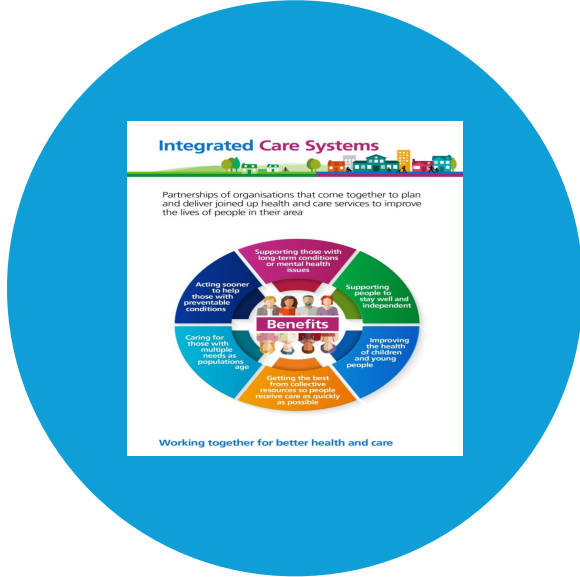 Integrated Care Systems
Partnerships of organisations that come together to plan
and deliver joined up health and care services to improve
the lives of people in their area
Supporting those with
long-term conditions
or mental health
issues
Supporting
people to
stay well and
independent
Improving
the health
of children
and young
people
Getting the best
from collective
resources so people
receive care as quickly
as possible
Caring for
those with
multiple
needs as
populations
age
Acting sooner
to help
those with
preventable
conditions
Benefits
Working together for better health and care